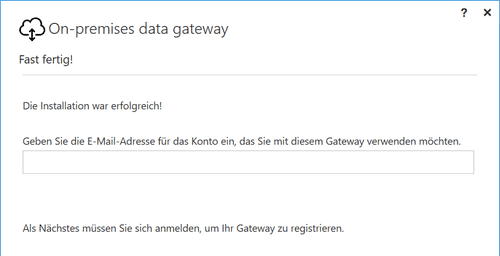 ? ×
On-premises data gateway
Fast fertig!
Die Installation war erfolgreich!
Geben Sie die E-Mail-Adresse für das Konto ein, das Sie mit diesem Gateway verwenden möchten.
Als Nächstes müssen Sie sich anmelden, um Ihr Gateway zu registrieren.